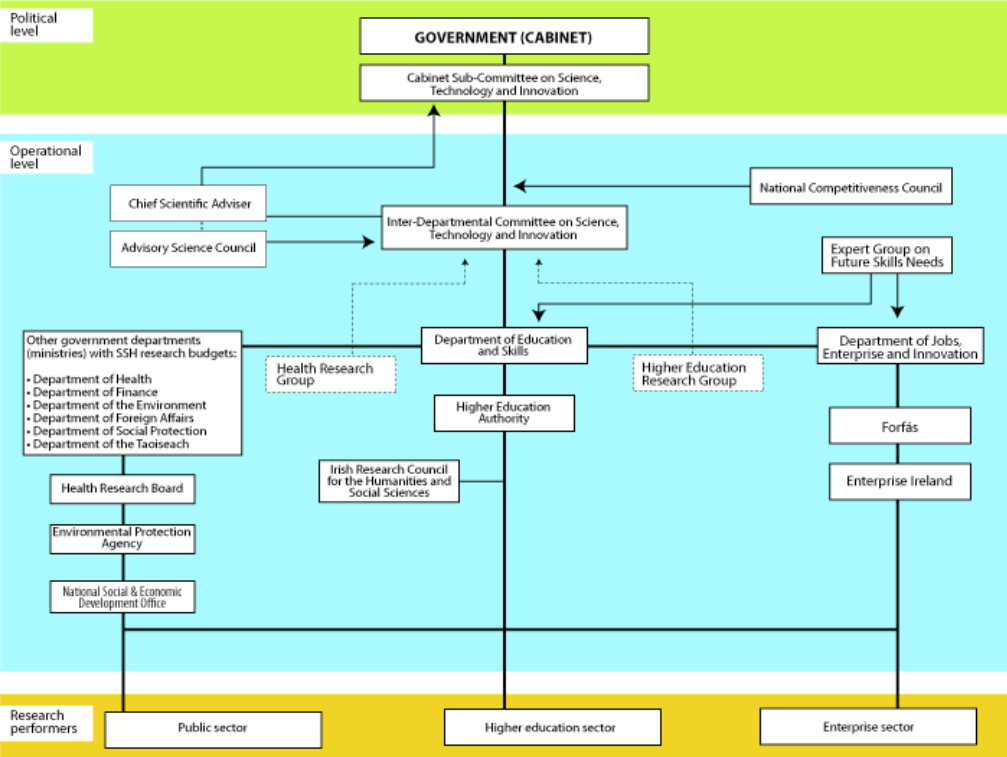 Political
level
GOVERNMENT (CABINET)
Cabinet Sub-Committee on Science,
Technology and Innovation
Operational
level
Chief Scientific Adviser
Advisory Science Council
Inter-Departmental Committee on Science,
Technology and Innovation
National Competitiveness Council
Expert Group on
Future Skills Needs
Other government departments
(ministries) with SSH research budgets:
• Department of Health
• Department of Finance
• Department of the Environment
• Department of Foreign Affairs
• Department of Social Protection
• Department of the Taoiseach
Health Research
Group
Department of Education
and Skills
Higher Education
Research Group
Department of Jobs,
Enterprise and Innovation
Higher Education
Authority
Forfás
Irish Research Council
for the Humanities and
Social Sciences
Enterprise Ireland
Health Research Board
Environmental Protection
Agency
National Social & Economic
Development Office
Research
performers
Public sector
Higher education sector
Enterprise sector